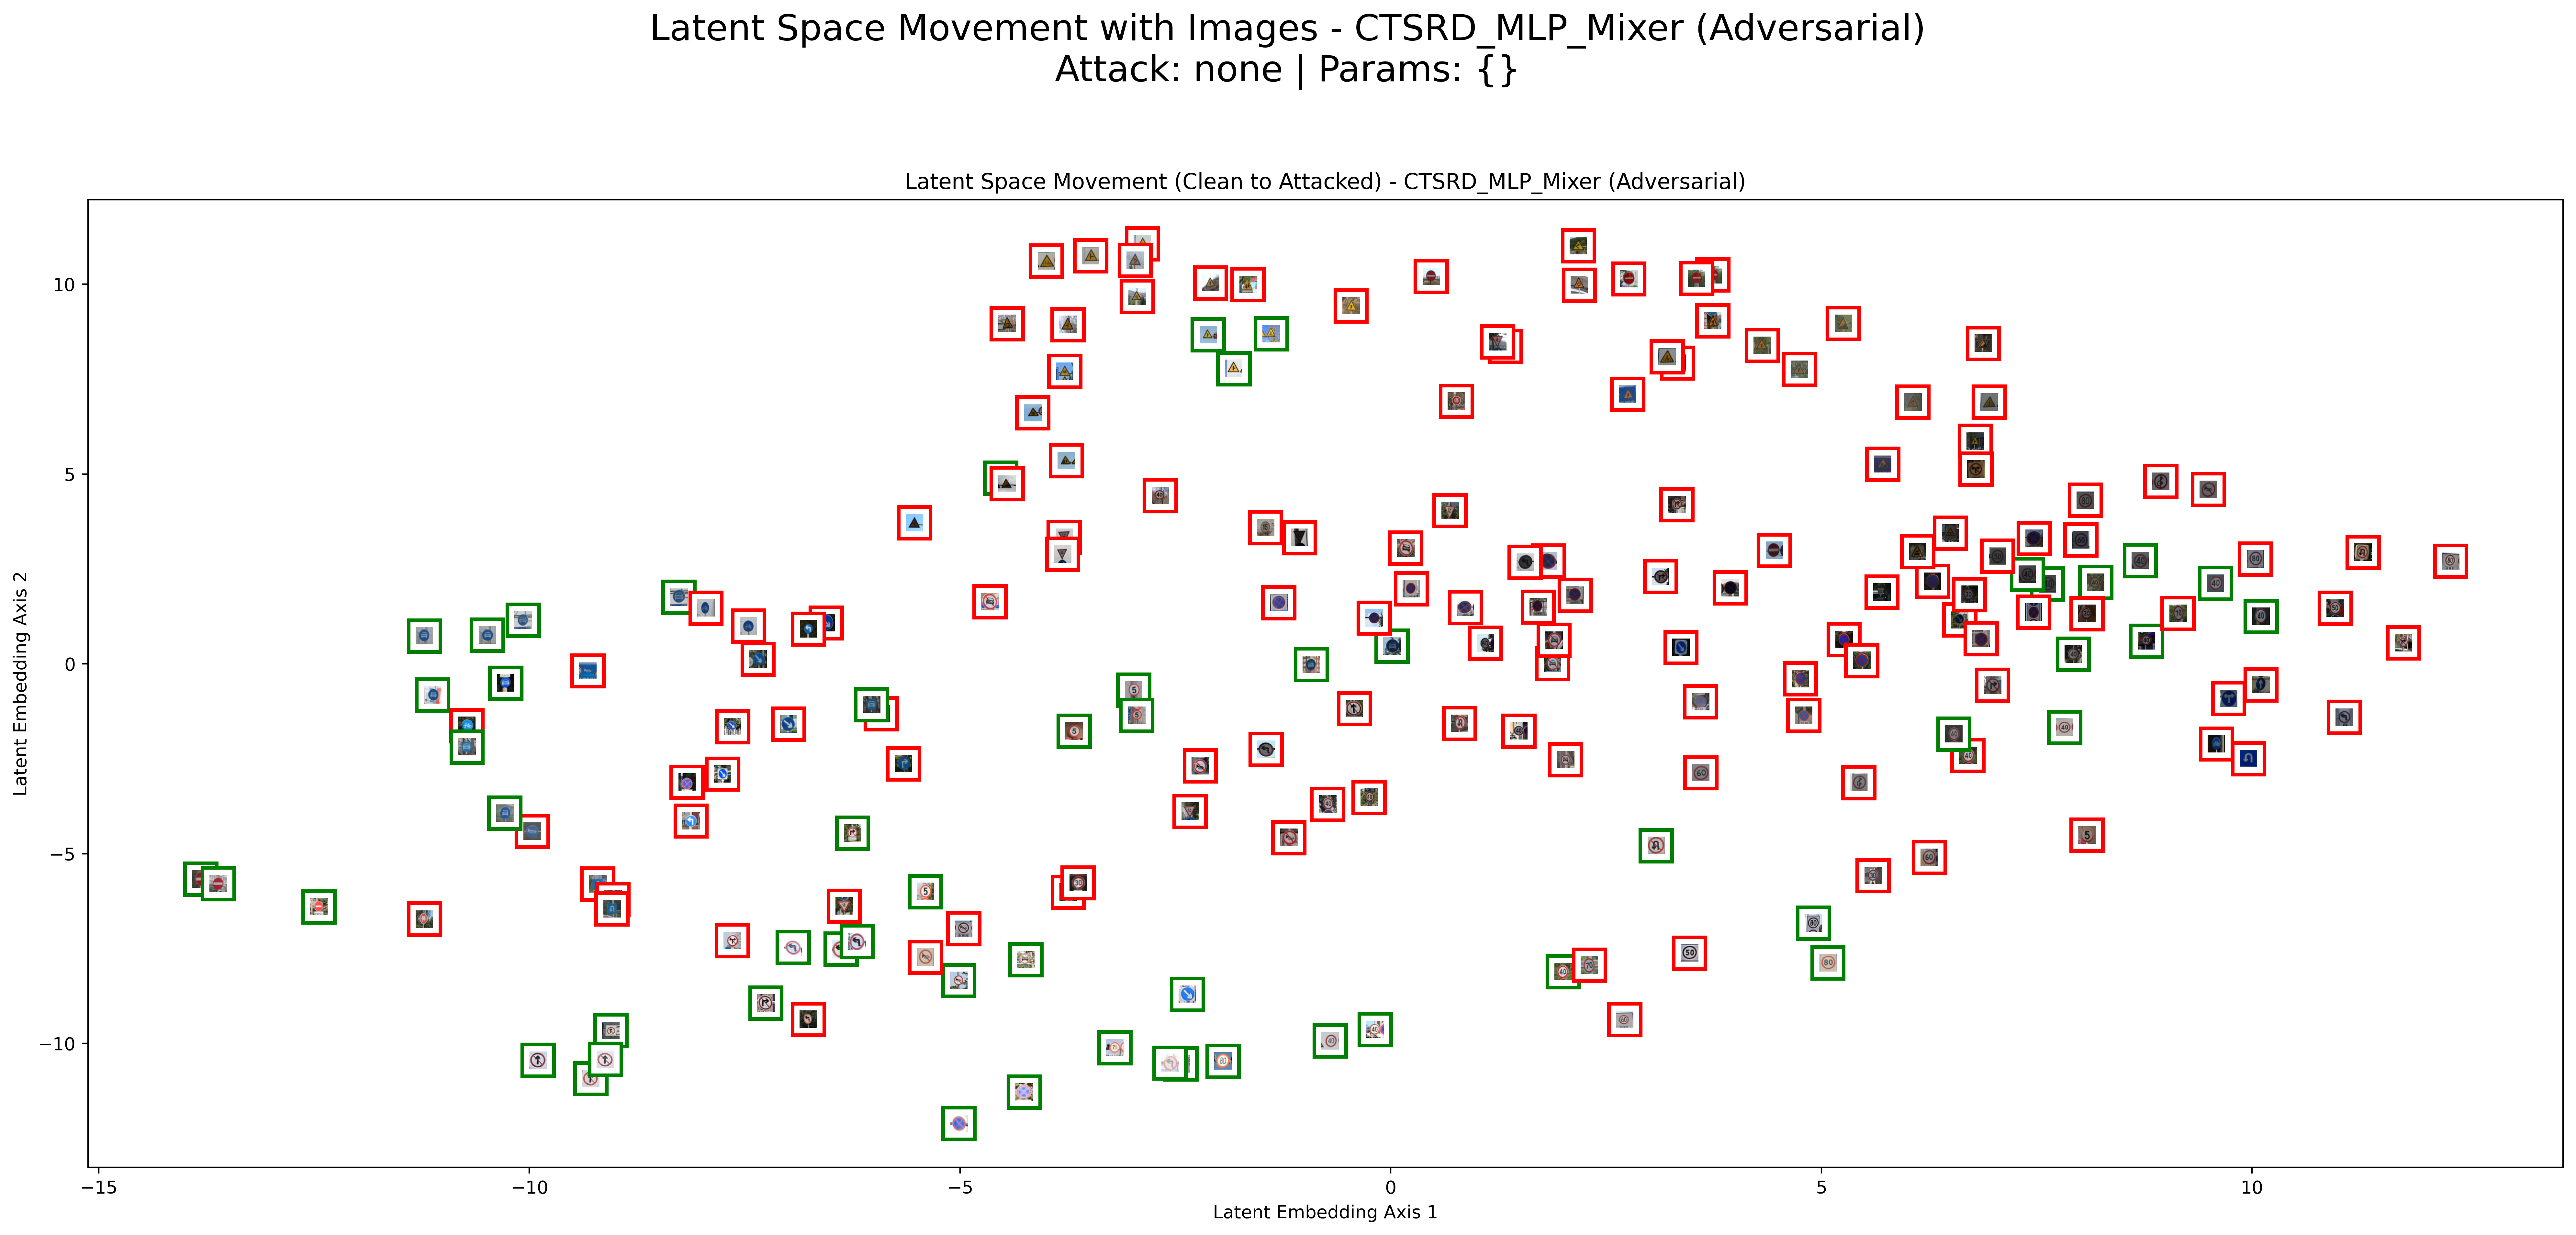 Latent Space Movement with Images - CTSRD_MLP_Mixer (Adversarial)
Attack: none | Params: {}
Latent Space Movement (Clean to Attacked) - CTSRD_MLP_Mixer (Adversarial)
Latent Embedding Axis 2
10
5
0
−5
−10
−15
−10
−5
0
5
10
Latent Embedding Axis 1